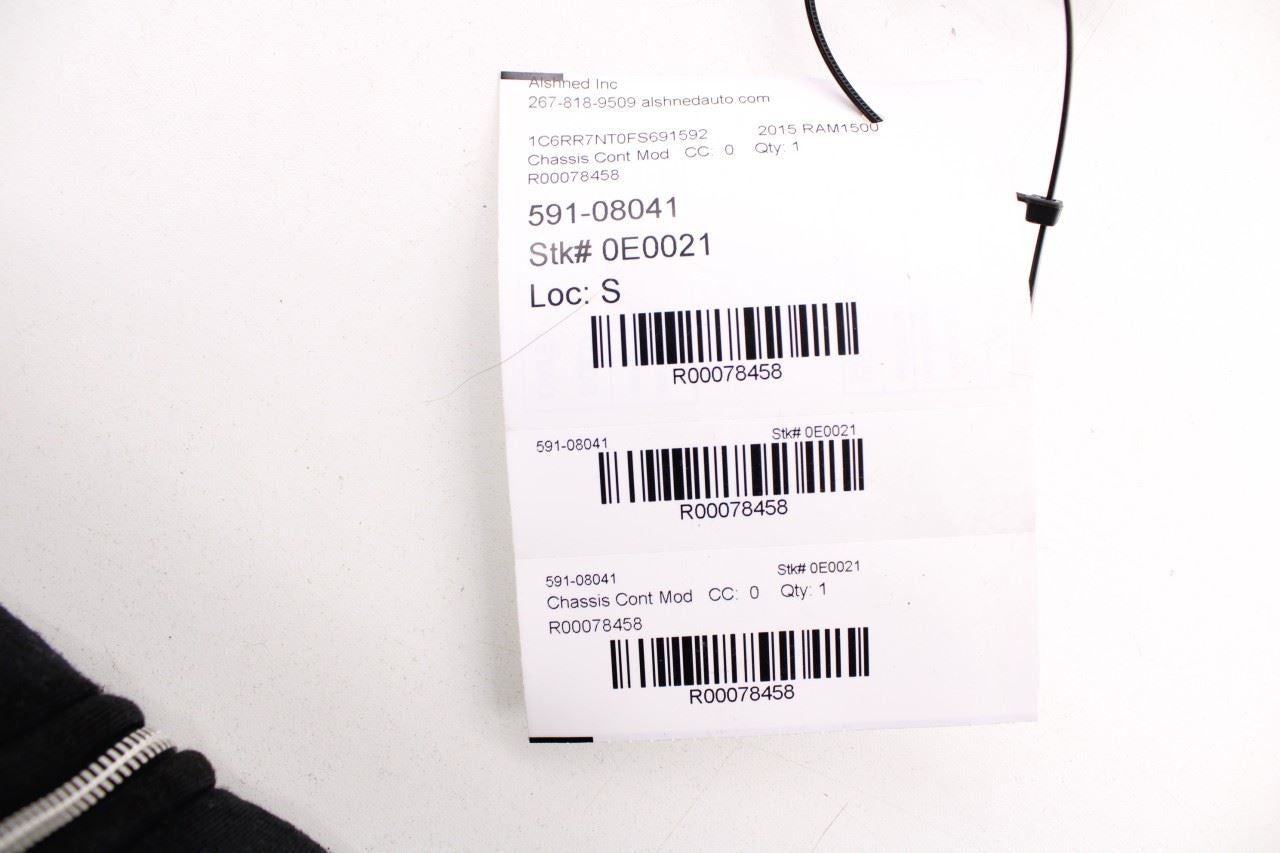 Alshned Inc
267-818-9509 alshnedauto.com
1C6RR7NT0FS691592 2015 RAM1500
Chassis Cont Mod CC: 0 Qty: 1
R00078458
591-08041
Stk# 0E0021
Loc: S
R00078458
591-08041 Stk# 0E0021
R00078458
591-08041 Stk# 0E0021
Chassis Cont Mod CC: 0 Qty: 1
R00078458
R00078458